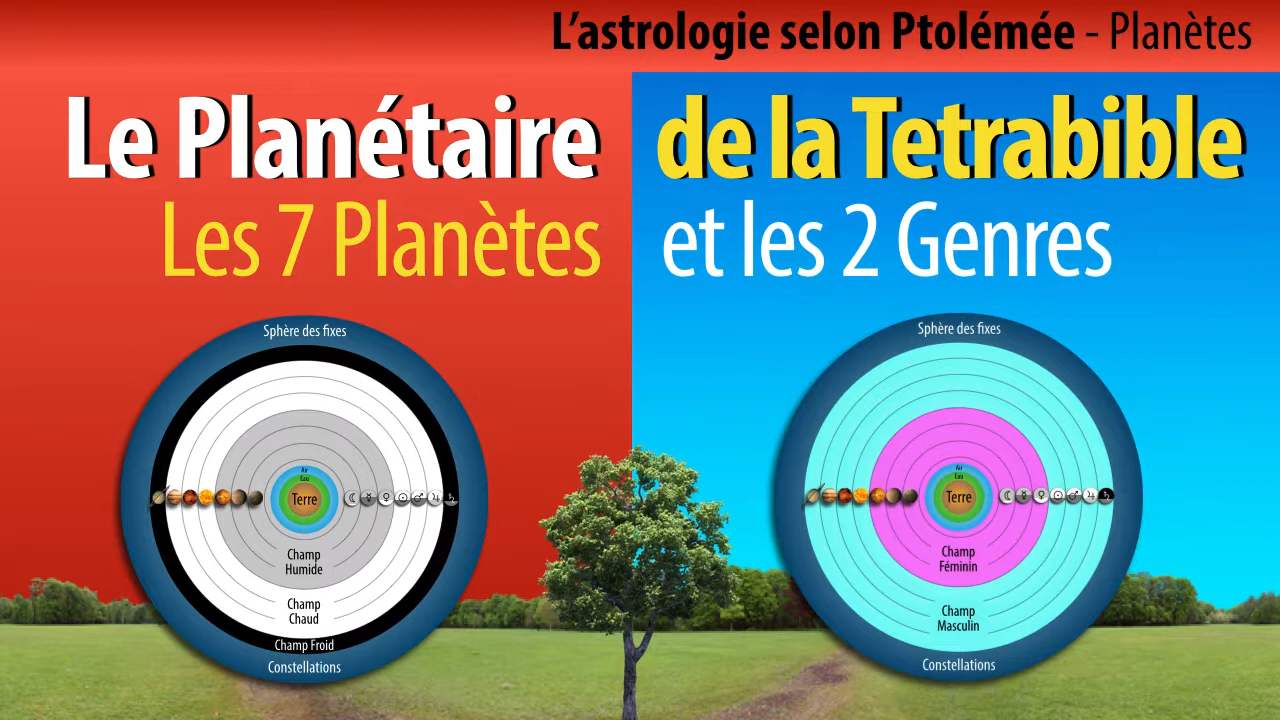 L'astrologie selon Ptolémée - Planètes
Le Planétaire de la Tetrabible
Les 7 Planètes et les 2 Genres
Sphère des fixes
Air
Eau
Terre
Champ
Humide
Champ
Chaud
Champ Froid
Constellations
Sphère des fixes
Air
Eau
Terre
Champ
Féminin
Champ
Masculin
Constellations